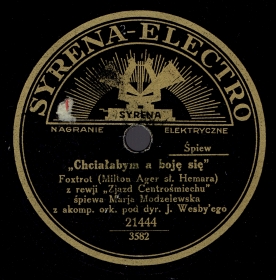 SYRENA-ELECTRO
SYRENA
NAGRANIE ELEKTRYCZNE
Śpiew
„Chciałabym a boję się"
Foxtrot (Milton Ager sł. Hemara)
z rewji „Zjazd Centrośmiechu"
śpiewa Marja Modzelewska
z akomp. ork. pod dyr. J. Wesby'ego
21444
3582